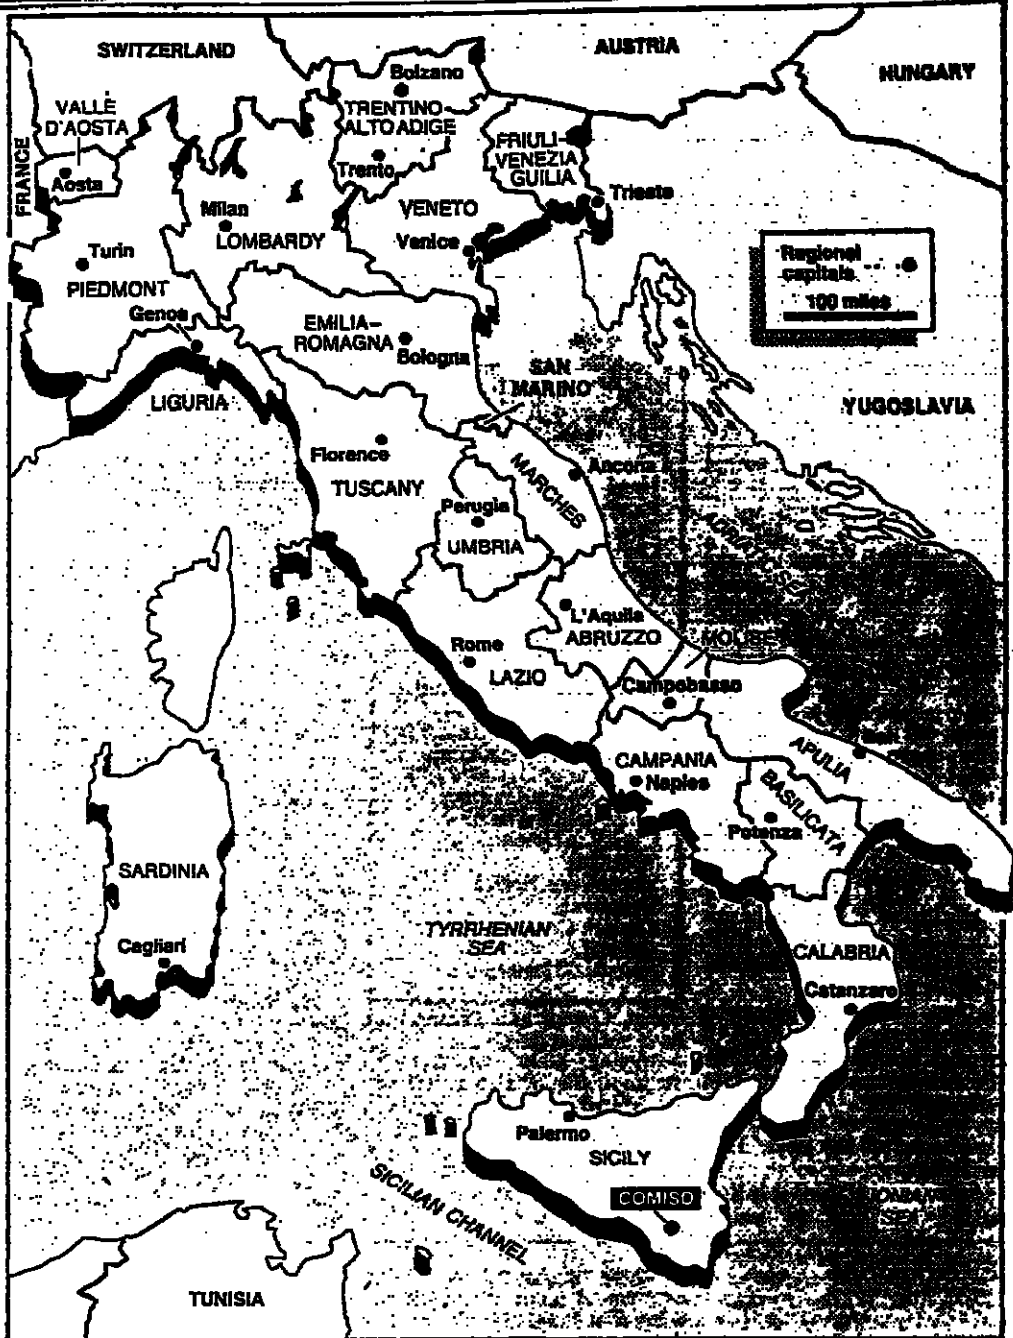 SWITZERLAND
AUSTRIA
HUNGARY
Bolzano
VALLE
D'AOSTA
TRENTINO-
ALTO ADIGE
FRIULI-
VENEZIA
GUILIA
FRANCE
Aosta
Trento
Trieste
Milan
VENETO
LOMBARDY
Venice
Turin
PIEDMONT
Regional
capitals
100 miles
Genoa
EMILIA-
ROMAGNA
Bologna
SAN
MARINO
LIGURIA
YUGOSLAVIA
Florence
TUSCANY
MARCHES
Ancona
Perugia
UMBRIA
L'Aquila
ABRUZZO
MOLISE
Rome
LAZIO
Campobasso
CAMPANIA
Naples
APULIA
BASILICATA
Potenza
SARDINIA
Cagliari
TYRRHENIAN
SEA
CALABRIA
Catanzaro
Palermo
SICILY
COMISO
SICILIAN CHANNEL
IONIAN
SEA
TUNISIA